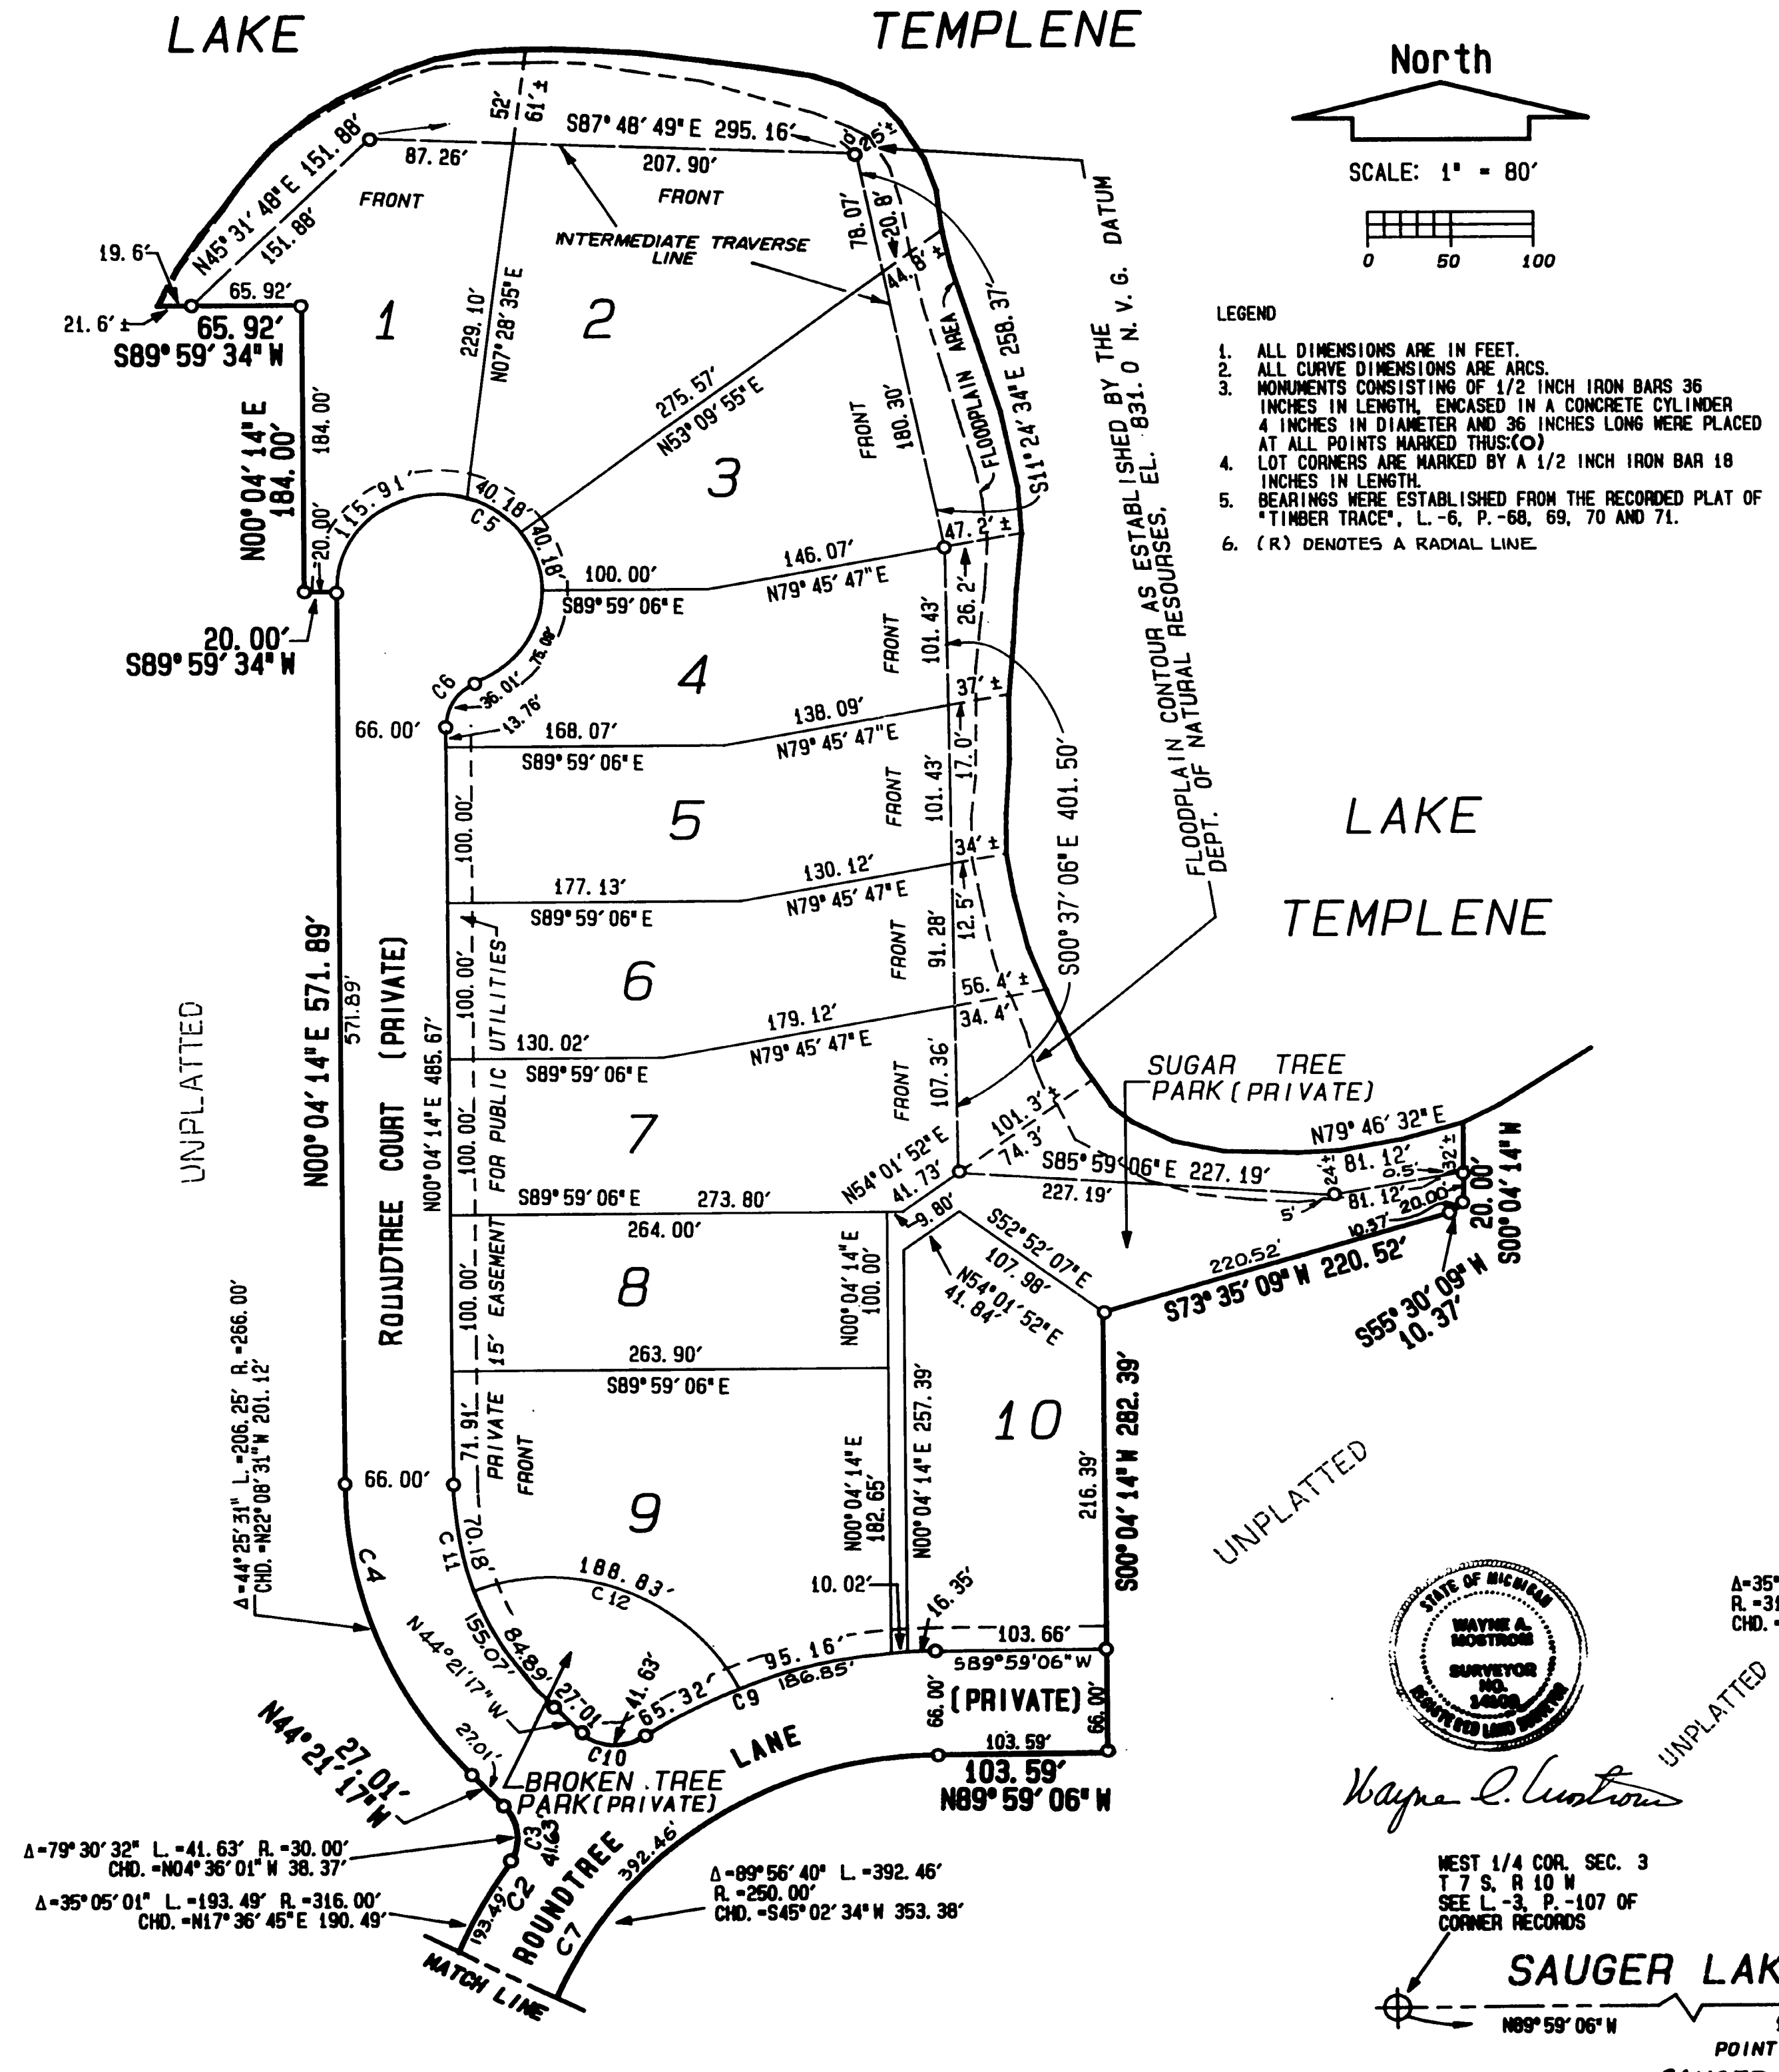 LAKE
TEMPLENE
North
SCALE: 1" = 80'
0 50 100
LEGEND
1. ALL DIMENSIONS ARE IN FEET.
2. ALL CURVE DIMENSIONS ARE ARCS.
3. MONUMENTS CONSISTING OF 1/2 INCH IRON BARS 36
INCHES IN LENGTH, ENCASED IN A CONCRETE CYLINDER
4 INCHES IN DIAMETER AND 36 INCHES LONG WERE PLACED
AT ALL POINTS MARKED THUS:(O)
4. LOT CORNERS ARE MARKED BY A 1/2 INCH IRON BAR 18
INCHES IN LENGTH.
5. BEARINGS WERE ESTABLISHED FROM THE RECORDED PLAT OF
"TIMBER TRACE", L.-6, P.-68, 69, 70 AND 71.
6. (R) DENOTES A RADIAL LINE
52'
61'±
S87°48'49"E 295.16'
87.26'
207.90'
FRONT
FRONT
N45°31'48"E 151.88'
151.88'
INTERMEDIATE TRAVERSE
LINE
25'±
78.07'
20.8'
44.8'±
19.6'
65.92'
21.6'±
65.92'
S89°59'34"W
1
2
229.10'
N07°28'35"E
275.57'
N53°09'55"E
FRONT
180.30'
FLOODPLAIN AREA
S11°24'34"E 258.37'
FLOODPLAIN CONTOUR AS ESTABLISHED BY THE
DEPT. OF NATURAL RESOURSES, EL. 831.0 N.V.G. DATUM
N00°04'14"E
184.00'
184.00'
20.00'
115.91'
40.18'
C5
40.18'
3
47.2'±
146.07'
N79°45'47"E
100.00'
S89°59'06"E
20.00'
S89°59'34"W
75.08'
C6
36.01'
13.76'
66.00'
4
FRONT
101.43'
26.2'
37'±
138.09'
N79°45'47"E
168.07'
S89°59'06"E
100.00'
5
FRONT
101.43'
17.0'
S00°37'06"E 401.50'
34'±
130.12'
N79°45'47"E
177.13'
S89°59'06"E
LAKE
TEMPLENE
N00°04'14"E 571.89'
571.89'
ROUNDTREE COURT (PRIVATE)
UNPLATTED
N00°04'14"E 485.67'
100.00'
6
FRONT
91.28'
12.5'
56.4'±
34.4'
179.12'
N79°45'47"E
130.02'
S89°59'06"E
PRIVATE 15' EASEMENT FOR PUBLIC UTILITIES
100.00'
7
FRONT
107.36'
SUGAR TREE
PARK (PRIVATE)
101.3'±
74.3'
N79°46'32"E
81.12'
24'±
32'±
0.5'
81.12'
5'
20.00'
10.37'
20.00'
S00°04'14"W
S85°59'06"E 227.19'
227.19'
N54°01'52"E
41.73'
S89°59'06"E 273.80'
264.00'
9.80'
S52°52'07"E
107.98'
N54°01'52"E
41.84'
220.52'
S73°35'09"W 220.52'
S55°30'09"W
10.37'
8
100.00'
N00°04'14"E
100.00'
263.90'
S89°59'06"E
71.91'
FRONT
9
10
N00°04'14"E
182.65'
N00°04'14"E 257.39'
216.39'
S00°04'14"W 282.39'
UNPLATTED
Δ=44°25'31" L.=206.25' R.=266.00'
CHD.=N22°08'31"W 201.12'
66.00'
C4
C11
70.18'
188.83'
C12
10.02'
16.35'
155.07'
84.89'
N44°21'17"W
27.01
41.63'
65.32'
95.16'
186.85'
C9
C10
103.66'
S89°59'06"W
66.00'
(PRIVATE)
66.00'
103.59'
103.59'
N89°59'06"W
27.01'
N44°21'17"W
27.01'
BROKEN TREE
PARK (PRIVATE)
LANE
C3
41.63'
Δ=79°30'32" L.=41.63' R.=30.00'
CHD.=N04°36'01"W 38.37'
Δ=35°05'01" L.=193.49' R.=316.00'
CHD.=N17°36'45"E 190.49'
C2
193.49'
ROUNDTREE
392.46'
C7
Δ=89°56'40" L.=392.46'
R.=250.00'
CHD.=S45°02'34"W 353.38'
MATCH LINE
STATE OF MICHIGAN
WAYNE A.
MOSTROM
SURVEYOR
NO.
REGISTERED LAND SURVEYOR
Δ=35°
R.=31
CHD.=
UNPLATTED
WEST 1/4 COR. SEC. 3
T 7 S, R 10 W
SEE L.-3, P.-107 OF
CORNER RECORDS
SAUGER LAK
N89°59'06"W
POINT